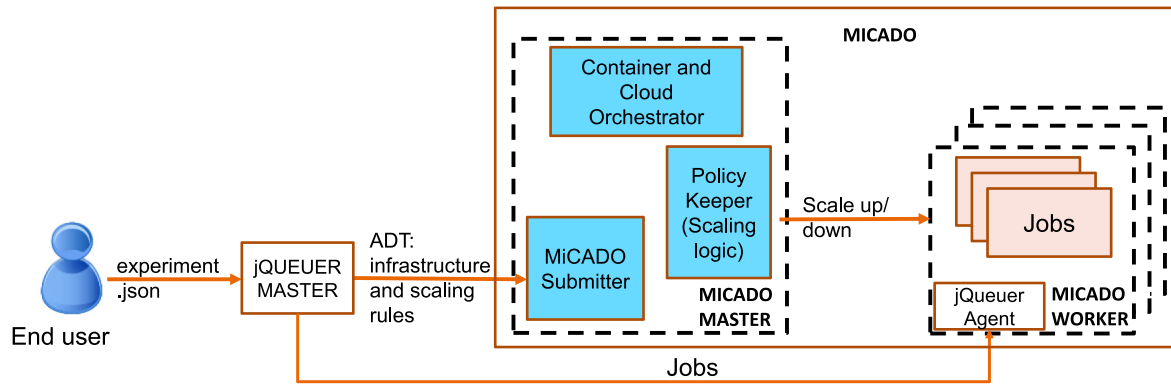 MICADO
Container and
Cloud
Orchestrator
Policy
Keeper
(Scaling
logic)
Scale up/
down
Jobs
ADT:
infrastructure
and scaling
rules
experiment
.json
jQUEUER
MASTER
MiCADO
Submitter
MICADO
MASTER
jQueuer
Agent
MICADO
WORKER
End user
Jobs